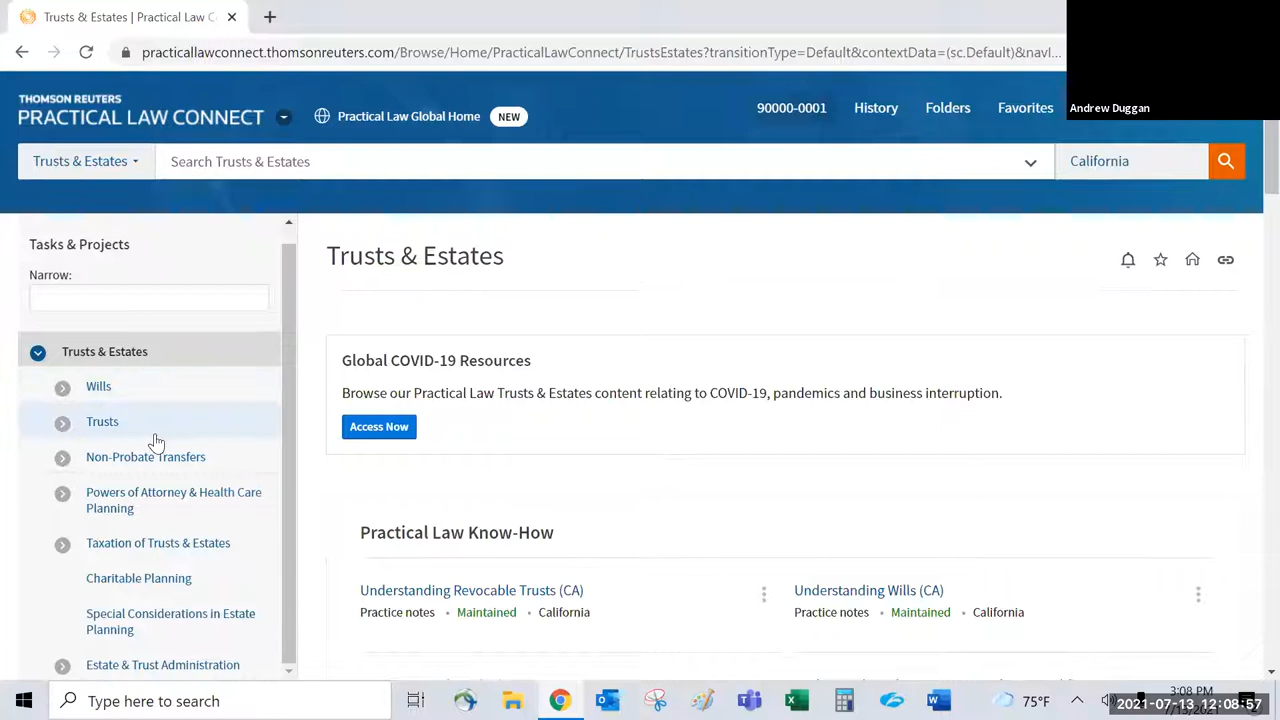 Trusts & Estates | Practical Law C
practicallawconnect.thomsonreuters.com/Browse/Home/PracticalLawConnect/TrustsEstates?transitionType=Default&contextData=(sc.Default)&navI...
Andrew Duggan
THOMSON REUTERS
PRACTICAL LAW CONNECT
Practical Law Global Home
NEW
90000-0001
History
Folders
Favorites
Trusts & Estates
Search Trusts & Estates
California
Tasks & Projects
Narrow:
Trusts & Estates
Wills
Trusts
Non-Probate Transfers
Powers of Attorney & Health Care
Planning
Taxation of Trusts & Estates
Charitable Planning
Special Considerations in Estate
Planning
Estate & Trust Administration
Trusts & Estates
Global COVID-19 Resources
Browse our Practical Law Trusts & Estates content relating to COVID-19, pandemics and business interruption.
Access Now
Practical Law Know-How
Understanding Revocable Trusts (CA)
Practice notes • Maintained • California
Understanding Wills (CA)
Practice notes • Maintained • California
Type here to search
75°F
3:08 PM
2021-07-13 12:08:57